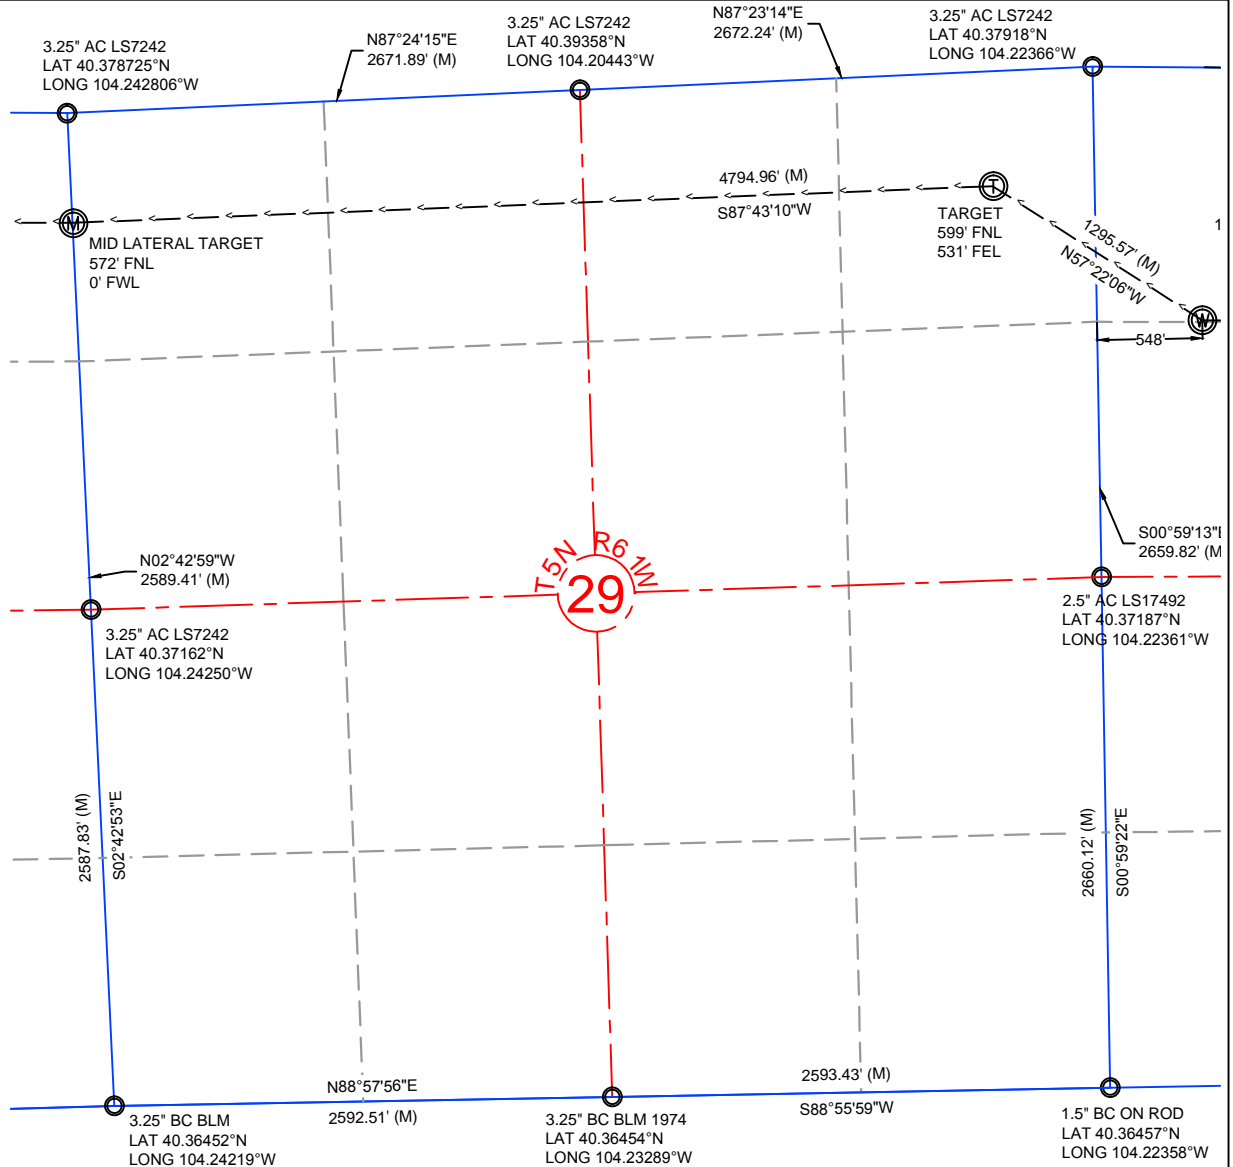 3.25" AC LS7242
LAT 40.378725°N
LONG 104.242806°W
N87°24'15"E
2671.89' (M)
3.25" AC LS7242
LAT 40.39358°N
LONG 104.20443°W
N87°23'14"E
2672.24' (M)
3.25" AC LS7242
LAT 40.37918°N
LONG 104.22366°W
4794.96' (M)
S87°43'10"W
T
TARGET
599' FNL
531' FEL
M
MID LATERAL TARGET
572' FNL
0' FWL
1295.57' (M)
N57°22'06"W
1
W
548'
N02°42'59"W
2589.41' (M)
S00°59'13"E
2659.82' (M
T 5N R6 1W
29
3.25" AC LS7242
LAT 40.37162°N
LONG 104.24250°W
2.5" AC LS17492
LAT 40.37187°N
LONG 104.22361°W
2587.83' (M)
S02°42'53"E
2660.12' (M)
S00°59'22"E
N88°57'56"E
2592.51' (M)
2593.43' (M)
S88°55'59"W
3.25" BC BLM
LAT 40.36452°N
LONG 104.24219°W
3.25" BC BLM 1974
LAT 40.36454°N
LONG 104.23289°W
1.5" BC ON ROD
LAT 40.36457°N
LONG 104.22358°W